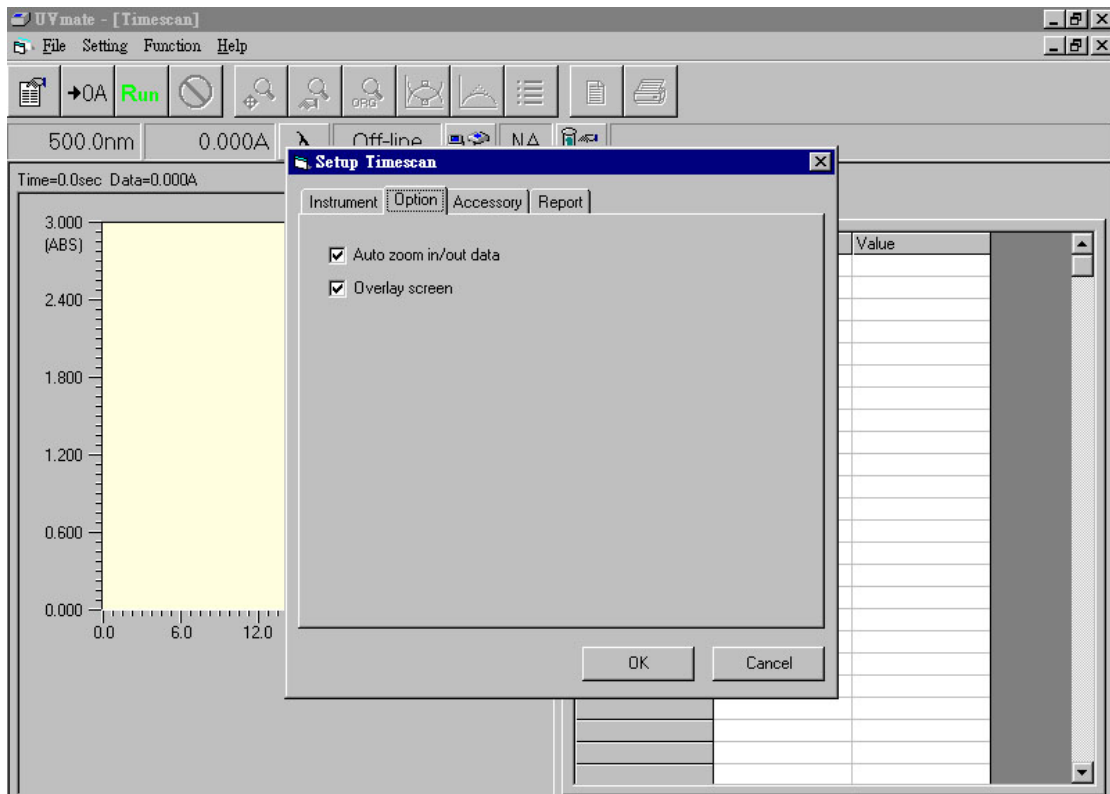 UVmate - [Timescan]
File Setting Function Help
→0A Run ORG
500.0nm 0.000A λ Off-line NA
Time=0.0sec Data=0.000A
Setup Timescan
Instrument Option Accessory Report
Auto zoom in/out data
Overlay screen
OK Cancel
3.000
(ABS)
2.400
1.800
1.200
0.600
0.000
0.0 6.0 12.0
Value